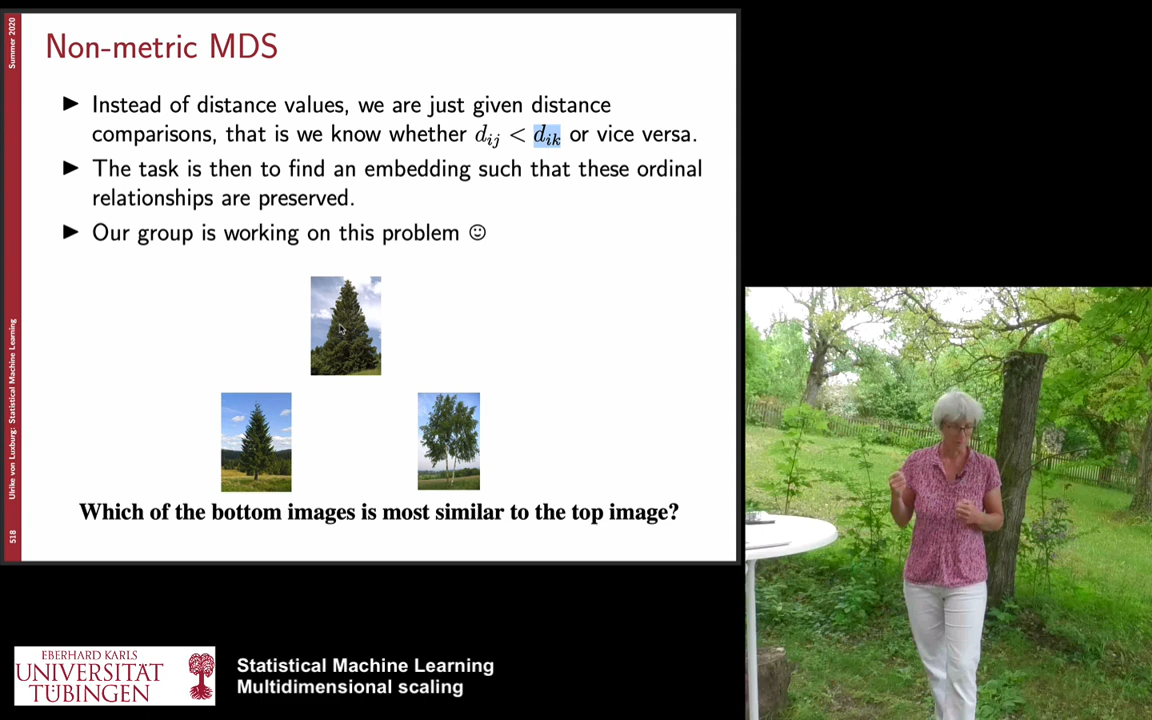 Summer 2020
Non-metric MDS
▶ Instead of distance values, we are just given distance
comparisons, that is we know whether d_ij < d_ik or vice versa.
▶ The task is then to find an embedding such that these ordinal
relationships are preserved.
▶ Our group is working on this problem ☺
Which of the bottom images is most similar to the top image?
Ulrike von Luxburg: Statistical Machine Learning
518
EBERHARD KARLS
UNIVERSITÄT
TÜBINGEN
Statistical Machine Learning
Multidimensional scaling